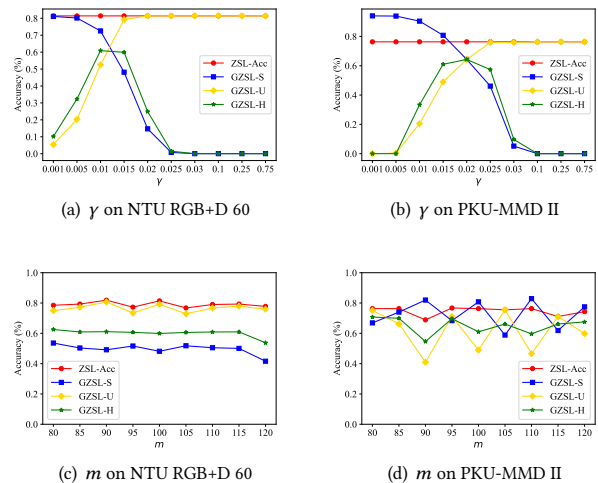 0.8
0.7
0.6
0.5
0.4
0.3
0.2
0.1
0.0
Accuracy (%)
ZSL-Acc
GZSL-S
GZSL-U
GZSL-H
0.001 0.005 0.01 0.015 0.02 0.025 0.03 0.1 0.25 0.75
γ
(a) γ on NTU RGB+D 60
0.8
0.6
0.4
0.2
0.0
Accuracy (%)
ZSL-Acc
GZSL-S
GZSL-U
GZSL-H
0.001 0.005 0.01 0.015 0.02 0.025 0.03 0.1 0.25 0.75
γ
(b) γ on PKU-MMD II
1.0
0.8
0.6
0.4
0.2
0.0
Accuracy (%)
ZSL-Acc
GZSL-S
GZSL-U
GZSL-H
80 85 90 95 100 105 110 115 120
m
(c) m on NTU RGB+D 60
1.0
0.8
0.6
0.4
0.2
0.0
Accuracy (%)
ZSL-Acc
GZSL-S
GZSL-U
GZSL-H
80 85 90 95 100 105 110 115 120
m
(d) m on PKU-MMD II